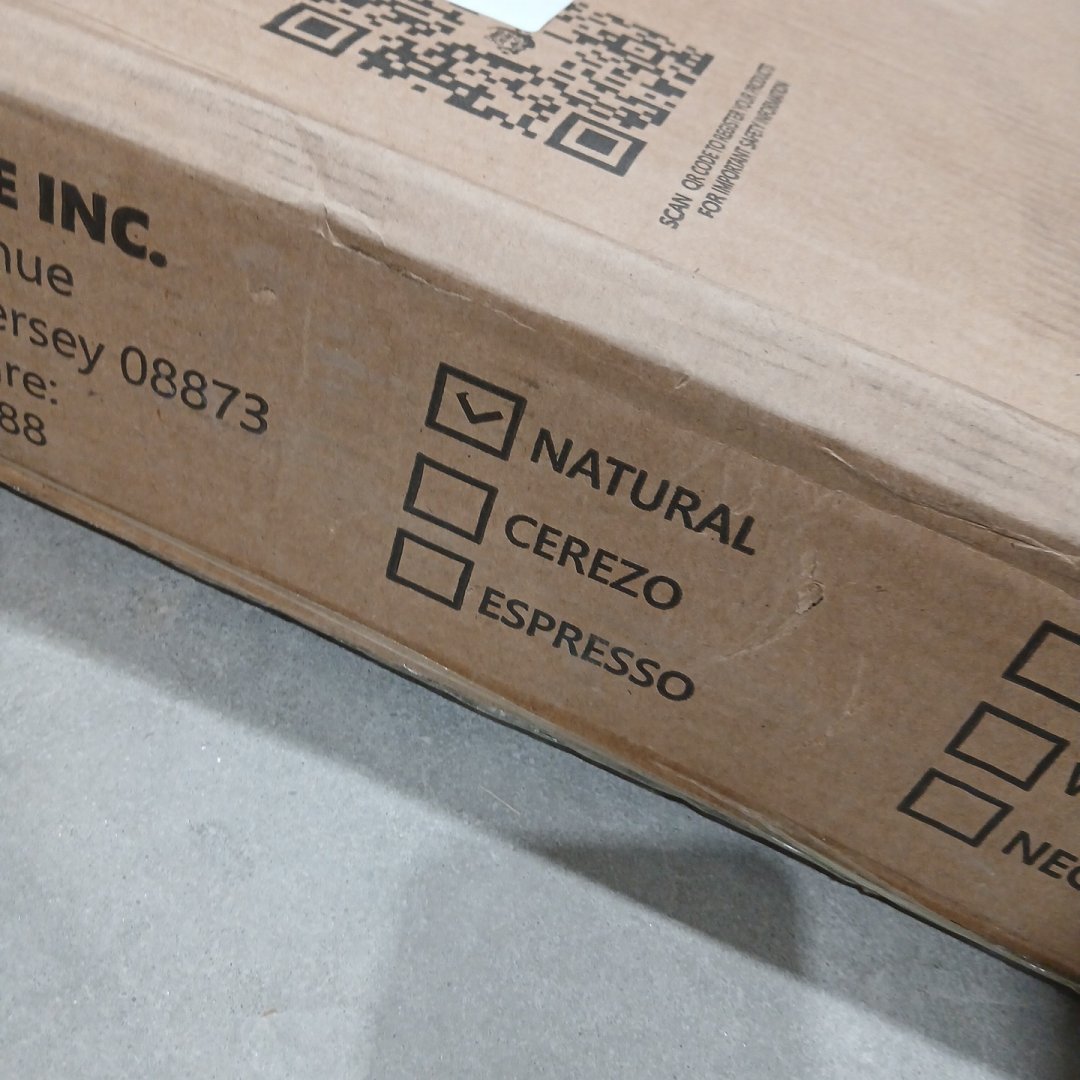 SCAN QR CODE TO REGISTER YOUR PRODUCTS
FOR IMPORTANT SAFETY INFORMATION
E INC.
nue
ersey 08873
re:
88
NATURAL
CEREZO
ESPRESSO
NEG